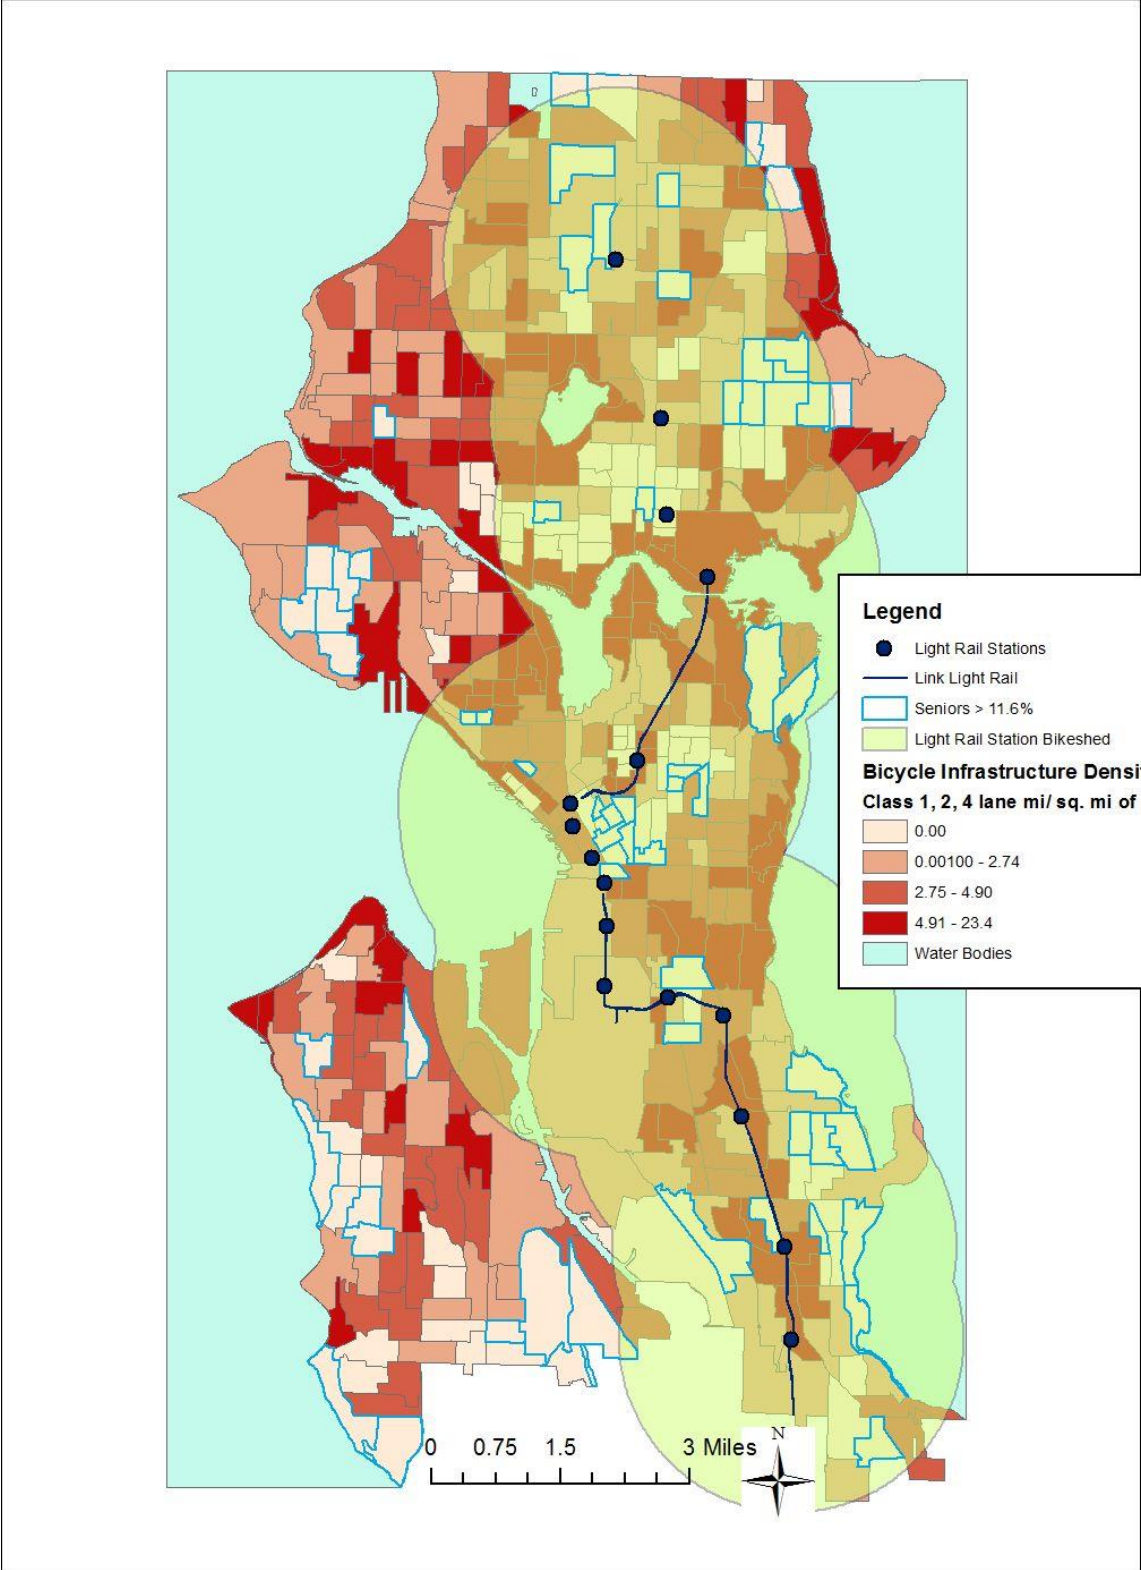 Legend
Light Rail Stations
Link Light Rail
Seniors > 11.6%
Light Rail Station Bikeshed
Bicycle Infrastructure Densi
Class 1, 2, 4 lane mi/ sq. mi of
0.00
0.00100 - 2.74
2.75 - 4.90
4.91 - 23.4
Water Bodies
0 0.75 1.5 3 Miles
N